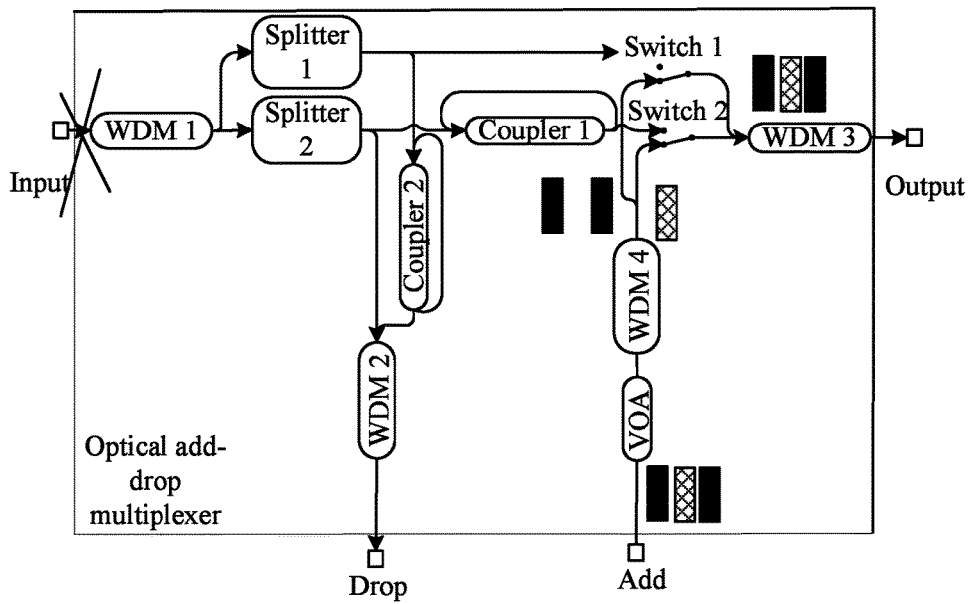 Splitter
1
Switch 1
WDM 1
Splitter
2
Coupler 1
Switch 2
WDM 3
Input
Output
Coupler 2
WDM 4
WDM 2
VOA
Optical add-
drop
multiplexer
Drop
Add